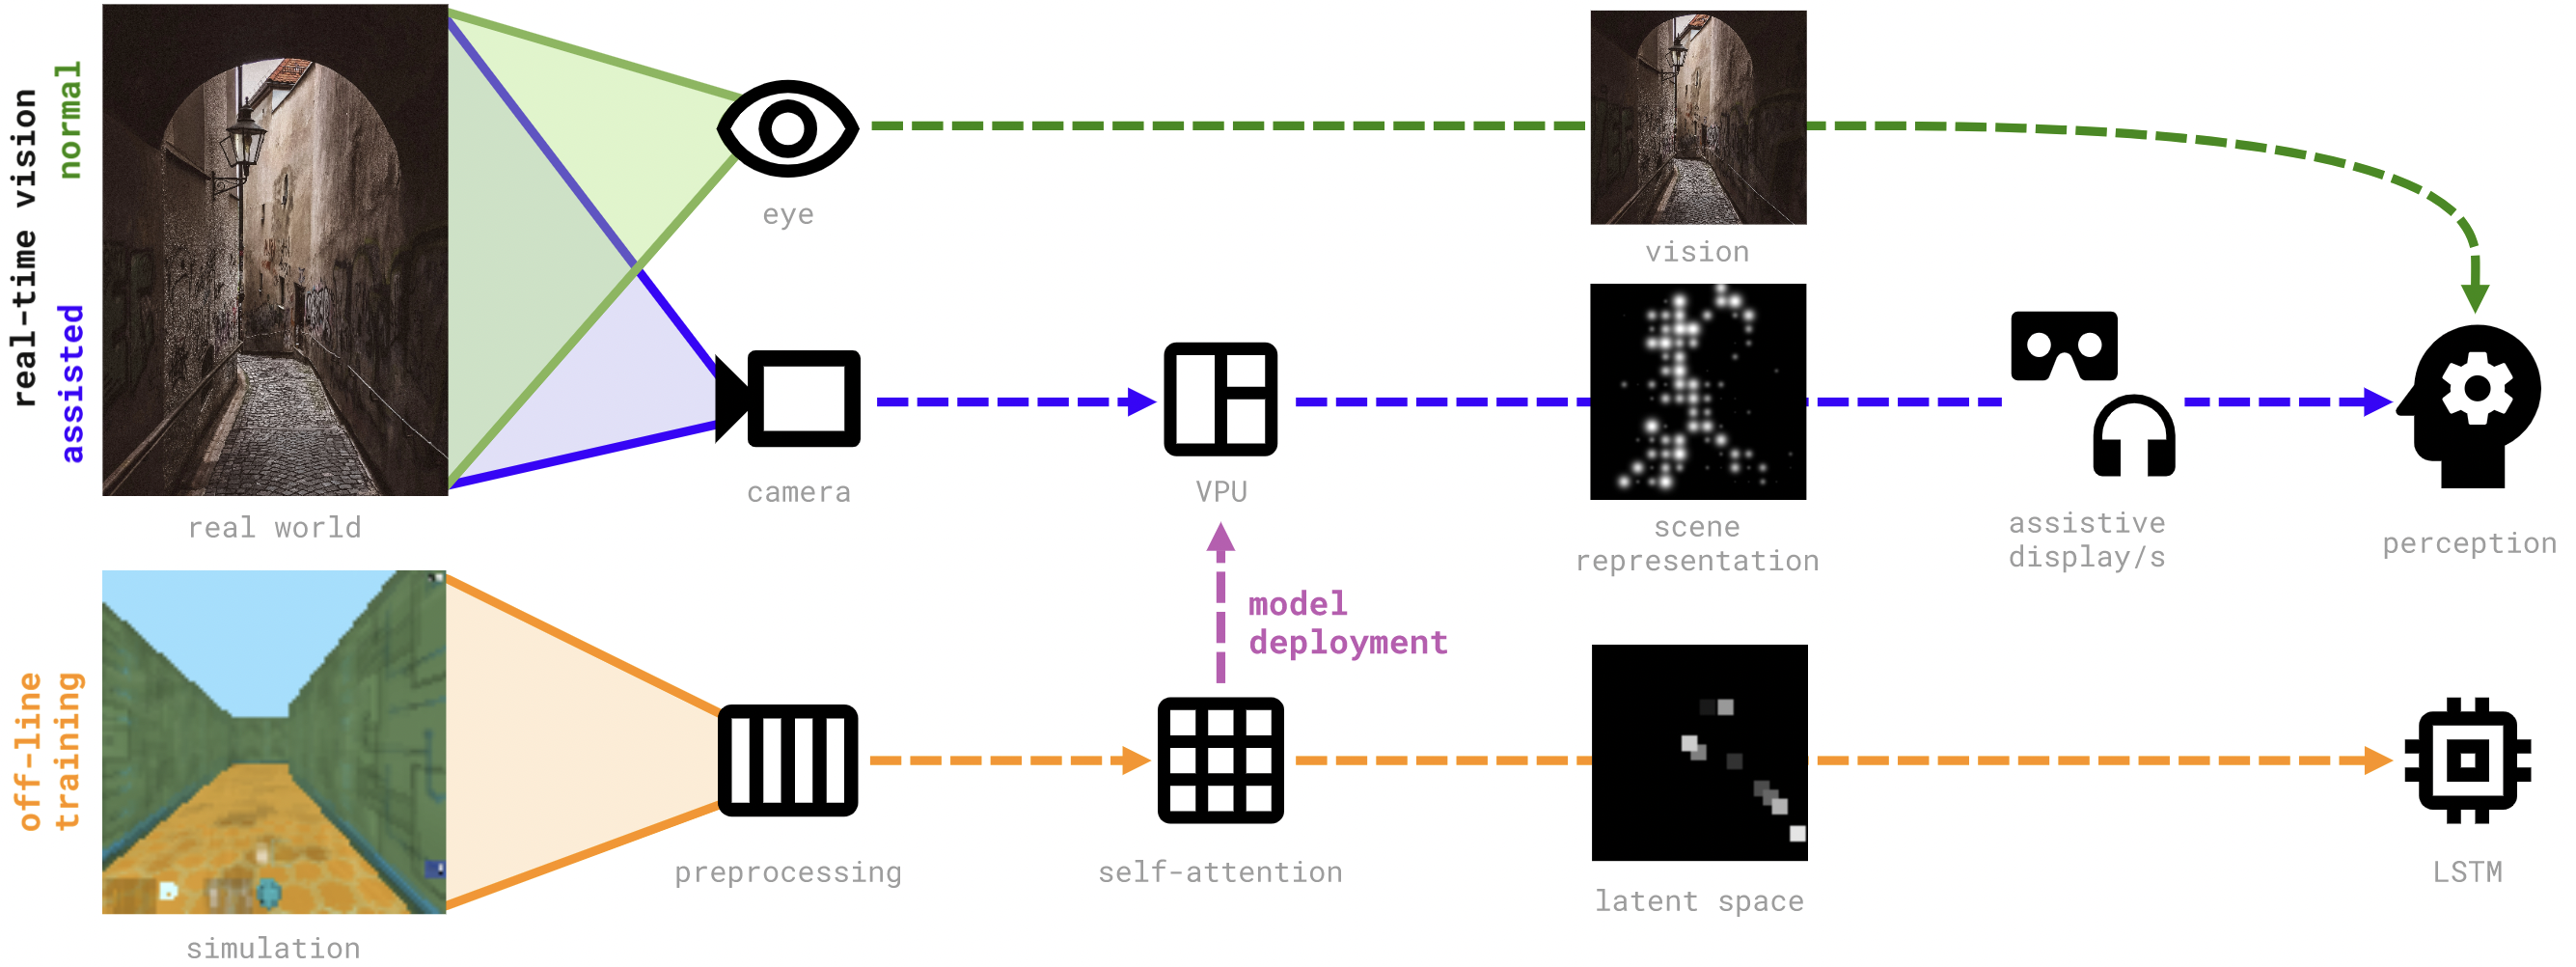 real-time vision
normal
assisted
eye
vision
real world
camera
VPU
scene
representation
assistive
display/s
perception
model
deployment
off-line
training
simulation
preprocessing
self-attention
latent space
LSTM